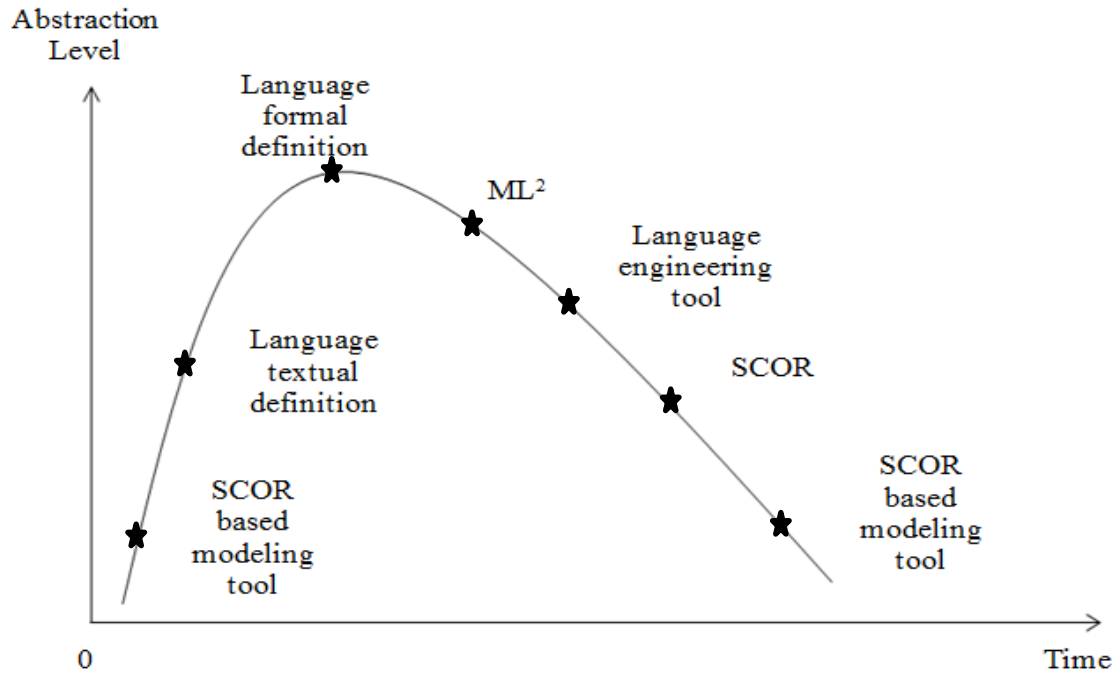 Abstraction
Level
Language
formal
definition
ML²
Language
engineering
tool
Language
textual
definition
SCOR
SCOR
based
modeling
tool
SCOR
based
modeling
tool
0
Time